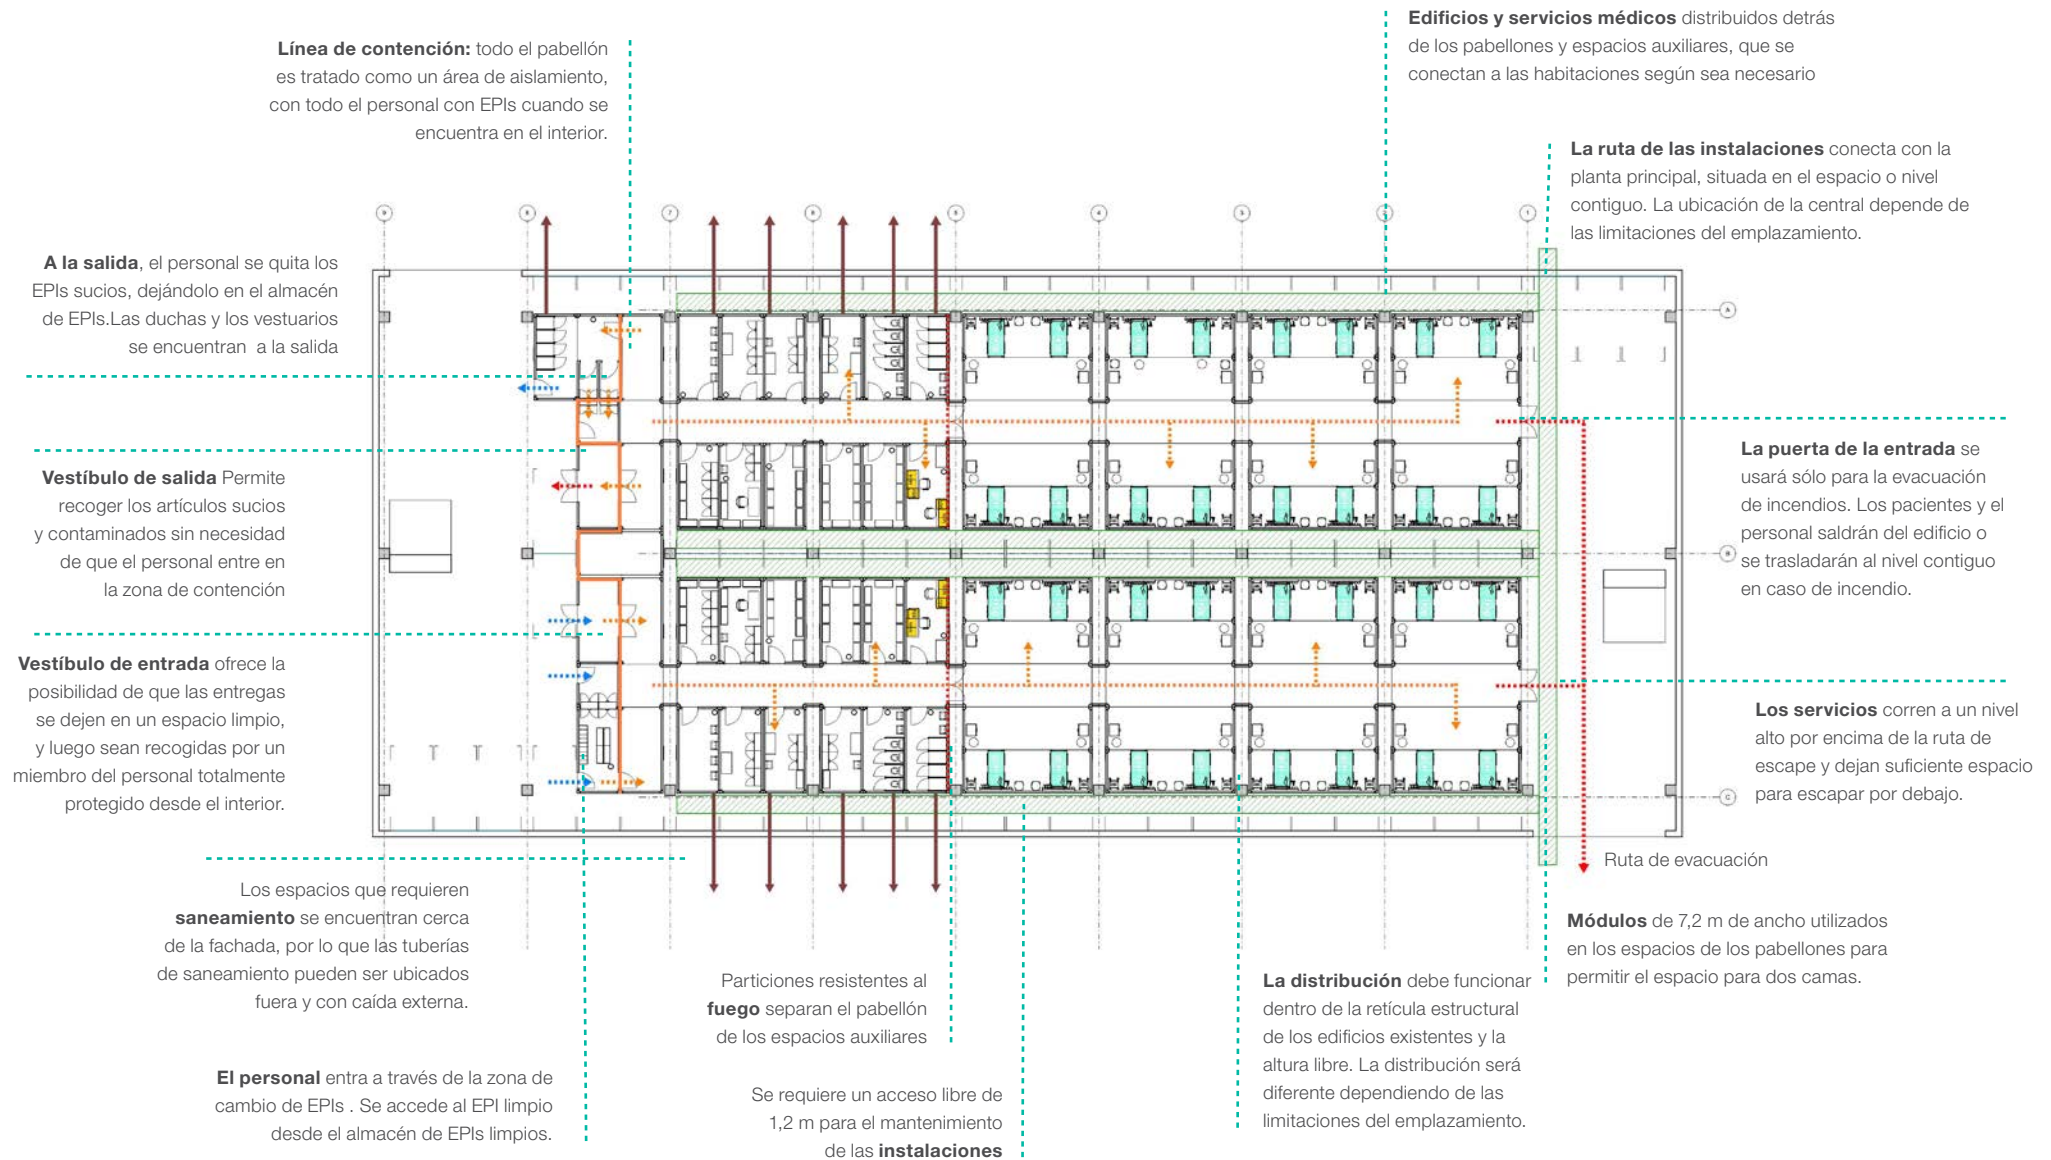 Edificios y servicios médicos distribuidos detrás
de los pabellones y espacios auxiliares, que se
conectan a las habitaciones según sea necesario
Línea de contención: todo el pabellón
es tratado como un área de aislamiento,
con todo el personal con EPIs cuando se
encuentra en el interior.
La ruta de las instalaciones conecta con la
planta principal, situada en el espacio o nivel
contiguo. La ubicación de la central depende de
las limitaciones del emplazamiento.
A la salida, el personal se quita los
EPIs sucios, dejándolo en el almacén
de EPIs.Las duchas y los vestuarios
se encuentran a la salida
Vestíbulo de salida Permite
recoger los artículos sucios
y contaminados sin necesidad
de que el personal entre en
la zona de contención
La puerta de la entrada se
usará sólo para la evacuación
de incendios. Los pacientes y el
personal saldrán del edificio o
se trasladarán al nivel contiguo
en caso de incendio.
Vestíbulo de entrada ofrece la
posibilidad de que las entregas
se dejen en un espacio limpio,
y luego sean recogidas por un
miembro del personal totalmente
protegido desde el interior.
Los servicios corren a un nivel
alto por encima de la ruta de
escape y dejan suficiente espacio
para escapar por debajo.
Ruta de evacuación
Los espacios que requieren
saneamiento se encuentran cerca
de la fachada, por lo que las tuberías
de saneamiento pueden ser ubicados
fuera y con caída externa.
Módulos de 7,2 m de ancho utilizados
en los espacios de los pabellones para
permitir el espacio para dos camas.
Particiones resistentes al
fuego separan el pabellón
de los espacios auxiliares
La distribución debe funcionar
dentro de la retícula estructural
de los edificios existentes y la
altura libre. La distribución será
diferente dependiendo de las
limitaciones del emplazamiento.
El personal entra a través de la zona de
cambio de EPIs . Se accede al EPI limpio
desde el almacén de EPIs limpios.
Se requiere un acceso libre de
1,2 m para el mantenimiento
de las instalaciones